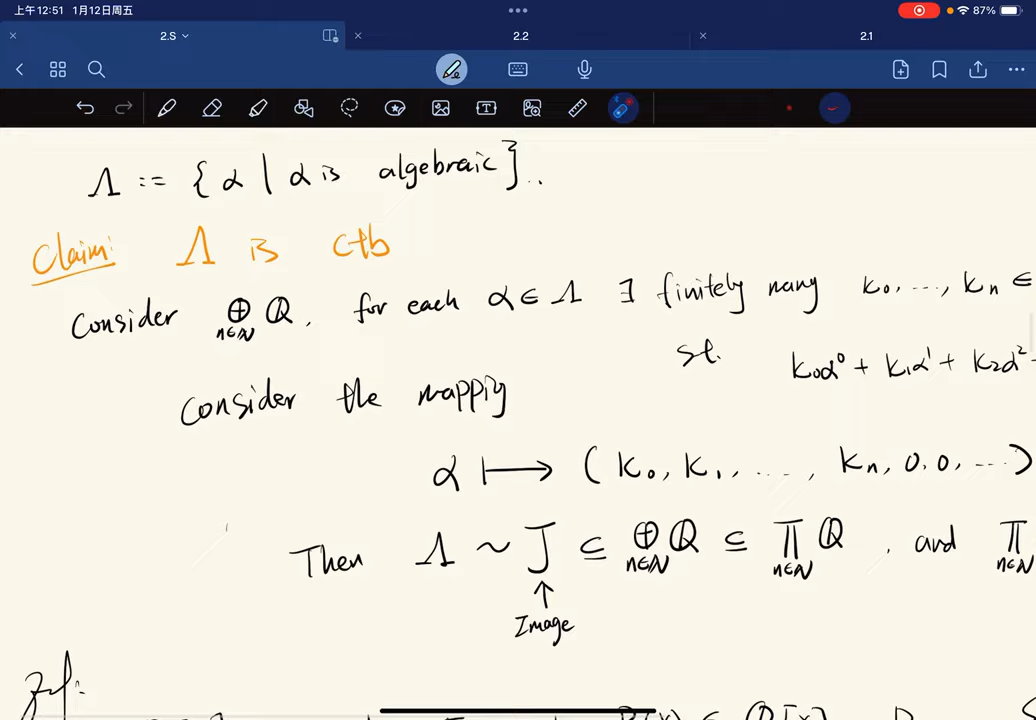 上午12:51 1月12日周五
87%
2.S
2.2
2.1
Λ := { α | α is algebraic } ..
Claim: Λ is ctb
Consider ⊕ ℚ . for each α ∈ Λ ∃ finitely many k₀, ..., kₙ ∈
n∈ℕ
st. k₀α⁰ + k₁α¹ + k₂α² +
Consider the mappig
α ⟼ ( k₀, k₁, ...., kₙ, 0, 0, ...)
Then Λ ~ J ⊆ ⊕ ℚ ⊆ ∏ ℚ , and ∏
n∈ℕ n∈ℕ n∈ℕ
↑
Image